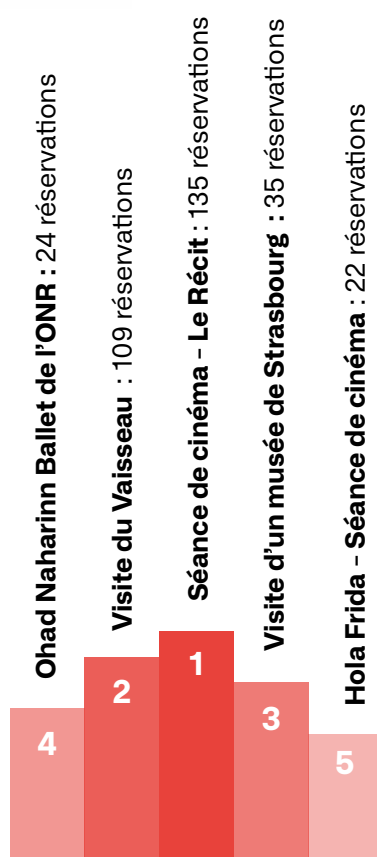 Ohad Naharinn Ballet de l'ONR : 24 réservations
Visite du Vaisseau : 109 réservations
Séance de cinéma – Le Récit : 135 réservations
Visite d'un musée de Strasbourg : 35 réservations
Hola Frida – Séance de cinéma : 22 réservations
4
2
1
3
5